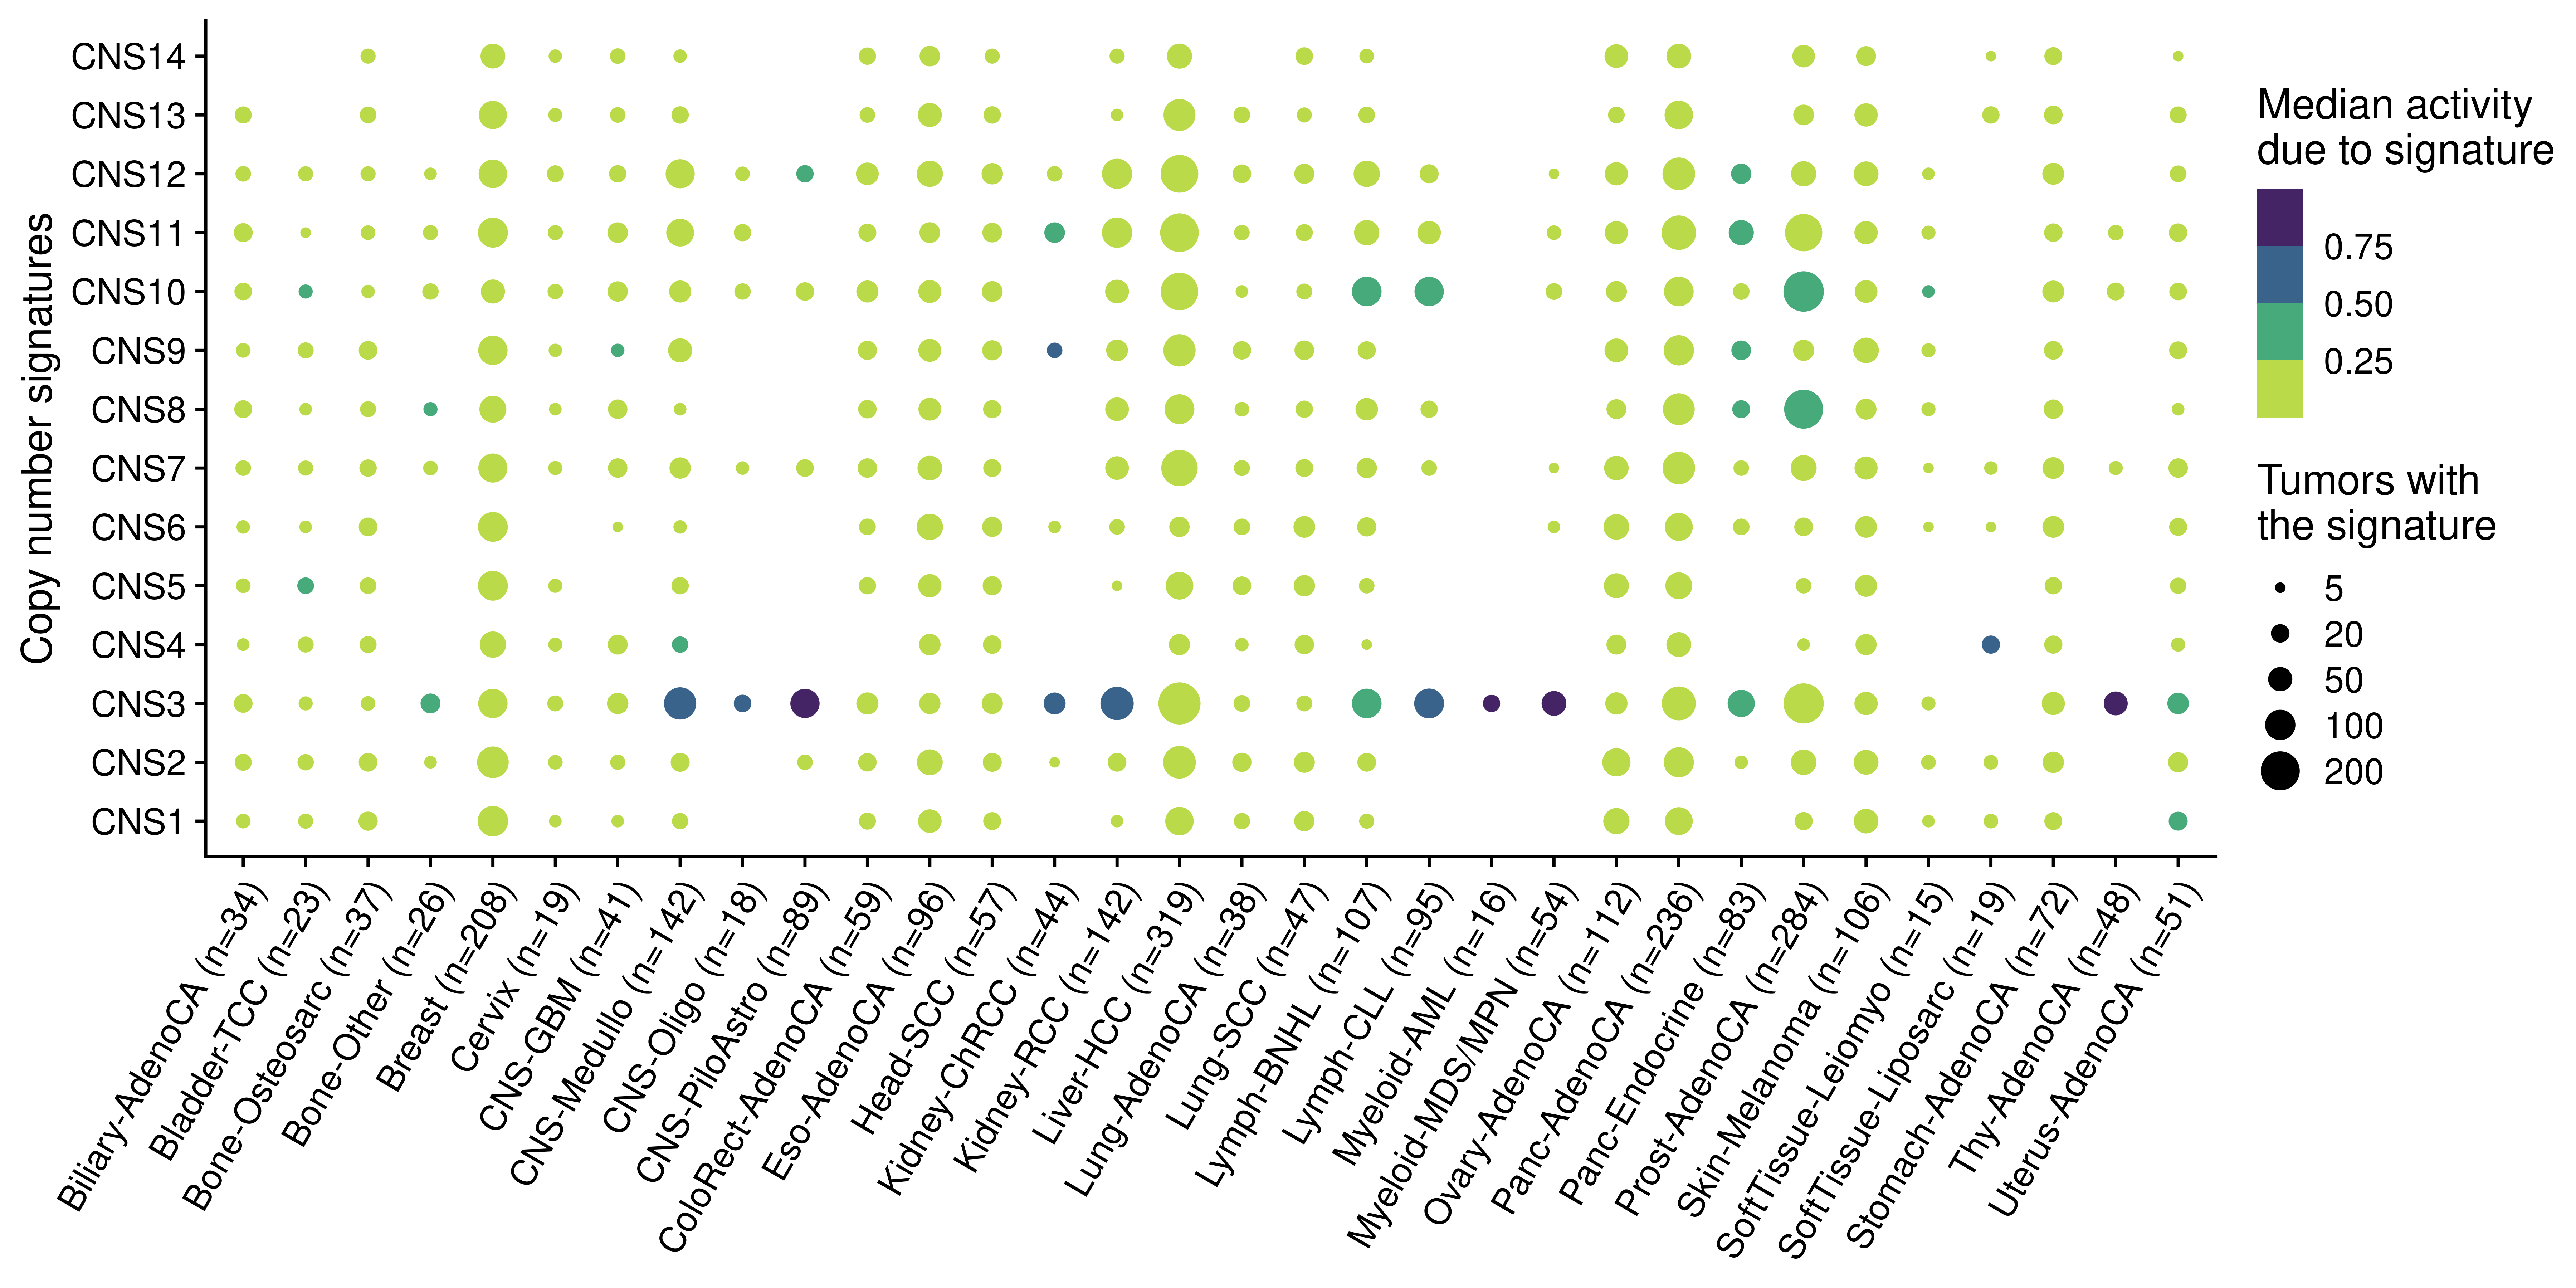 Copy number signatures
CNS14
CNS13
CNS12
CNS11
CNS10
CNS9
CNS8
CNS7
CNS6
CNS5
CNS4
CNS3
CNS2
CNS1
Biliary-AdenoCA (n=34)
Bladder-TCC (n=23)
Bone-Osteosarc (n=37)
Bone-Other (n=26)
Breast (n=208)
Cervix (n=19)
CNS-GBM (n=41)
CNS-Medullo (n=142)
CNS-Oligo (n=18)
CNS-PiloAstro (n=89)
ColoRect-AdenoCA (n=59)
Eso-AdenoCA (n=96)
Head-SCC (n=57)
Kidney-ChRCC (n=44)
Kidney-RCC (n=142)
Liver-HCC (n=319)
Lung-AdenoCA (n=38)
Lung-SCC (n=47)
Lymph-BNHL (n=107)
Lymph-CLL (n=95)
Myeloid-AML (n=16)
Myeloid-MDS/MPN (n=54)
Ovary-AdenoCA (n=112)
Panc-AdenoCA (n=236)
Panc-Endocrine (n=83)
Prost-AdenoCA (n=284)
Skin-Melanoma (n=106)
SoftTissue-Leiomyo (n=15)
SoftTissue-Liposarc (n=19)
Stomach-AdenoCA (n=72)
Thy-AdenoCA (n=48)
Uterus-AdenoCA (n=51)
Median activity
due to signature
0.75
0.50
0.25
Tumors with
the signature
5
20
50
100
200